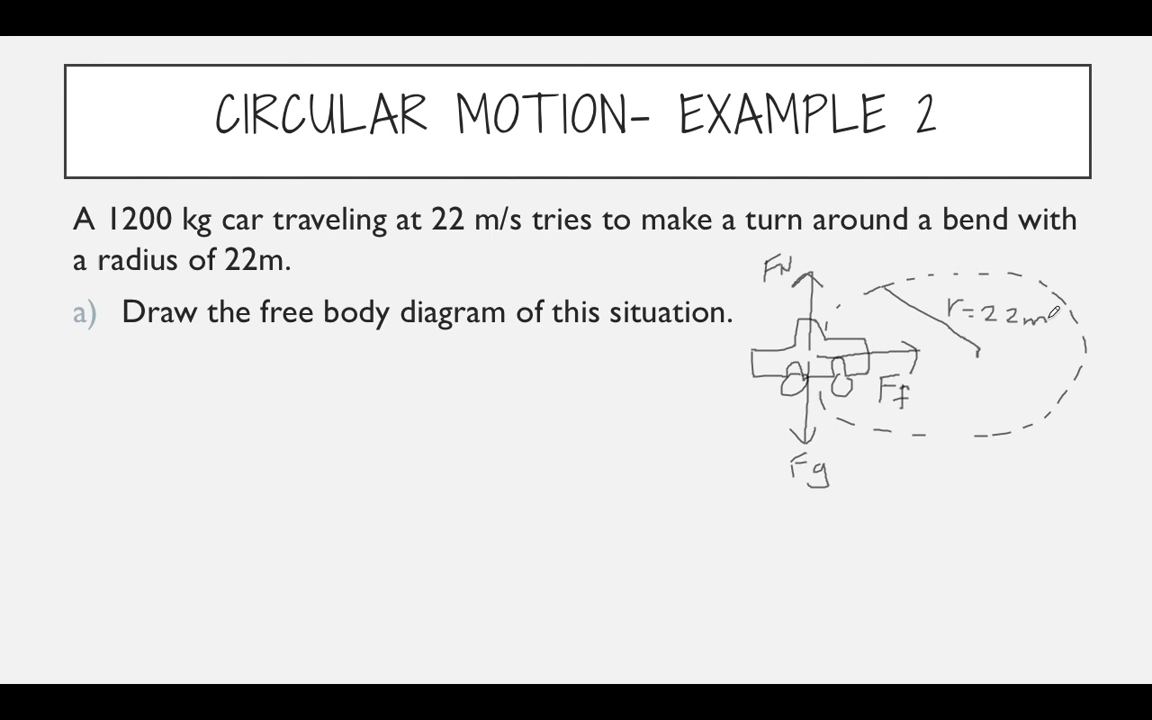 CIRCULAR MOTION- EXAMPLE 2
A 1200 kg car traveling at 22 m/s tries to make a turn around a bend with
a radius of 22m.
a) Draw the free body diagram of this situation.
FN
r=22m
Ff
Fg